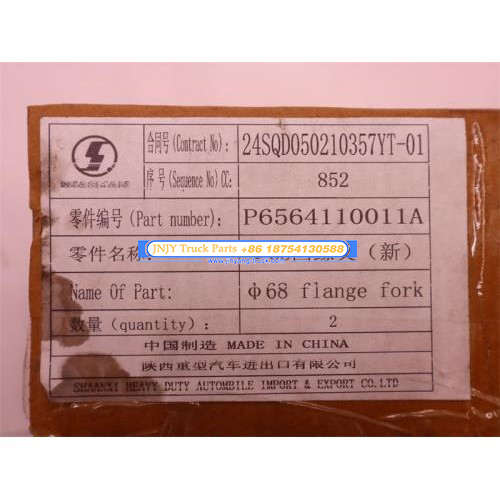 合同号(Contract No): 24SQD050210357YT-01
序号(Sequence No)CC: 852
零件编号 (Part number): P6564110011A
零件名称: (新)
JNJY Truck Parts +86 18754130588
Name Of Part: φ68 flange fork
数量 (quantity): 2
中国制造 MADE IN CHINA
陕西重型汽车进出口有限公司
SHAANXI HEAVY DUTY AUTOMBILE IMPORT & EXPORT CO.LTD